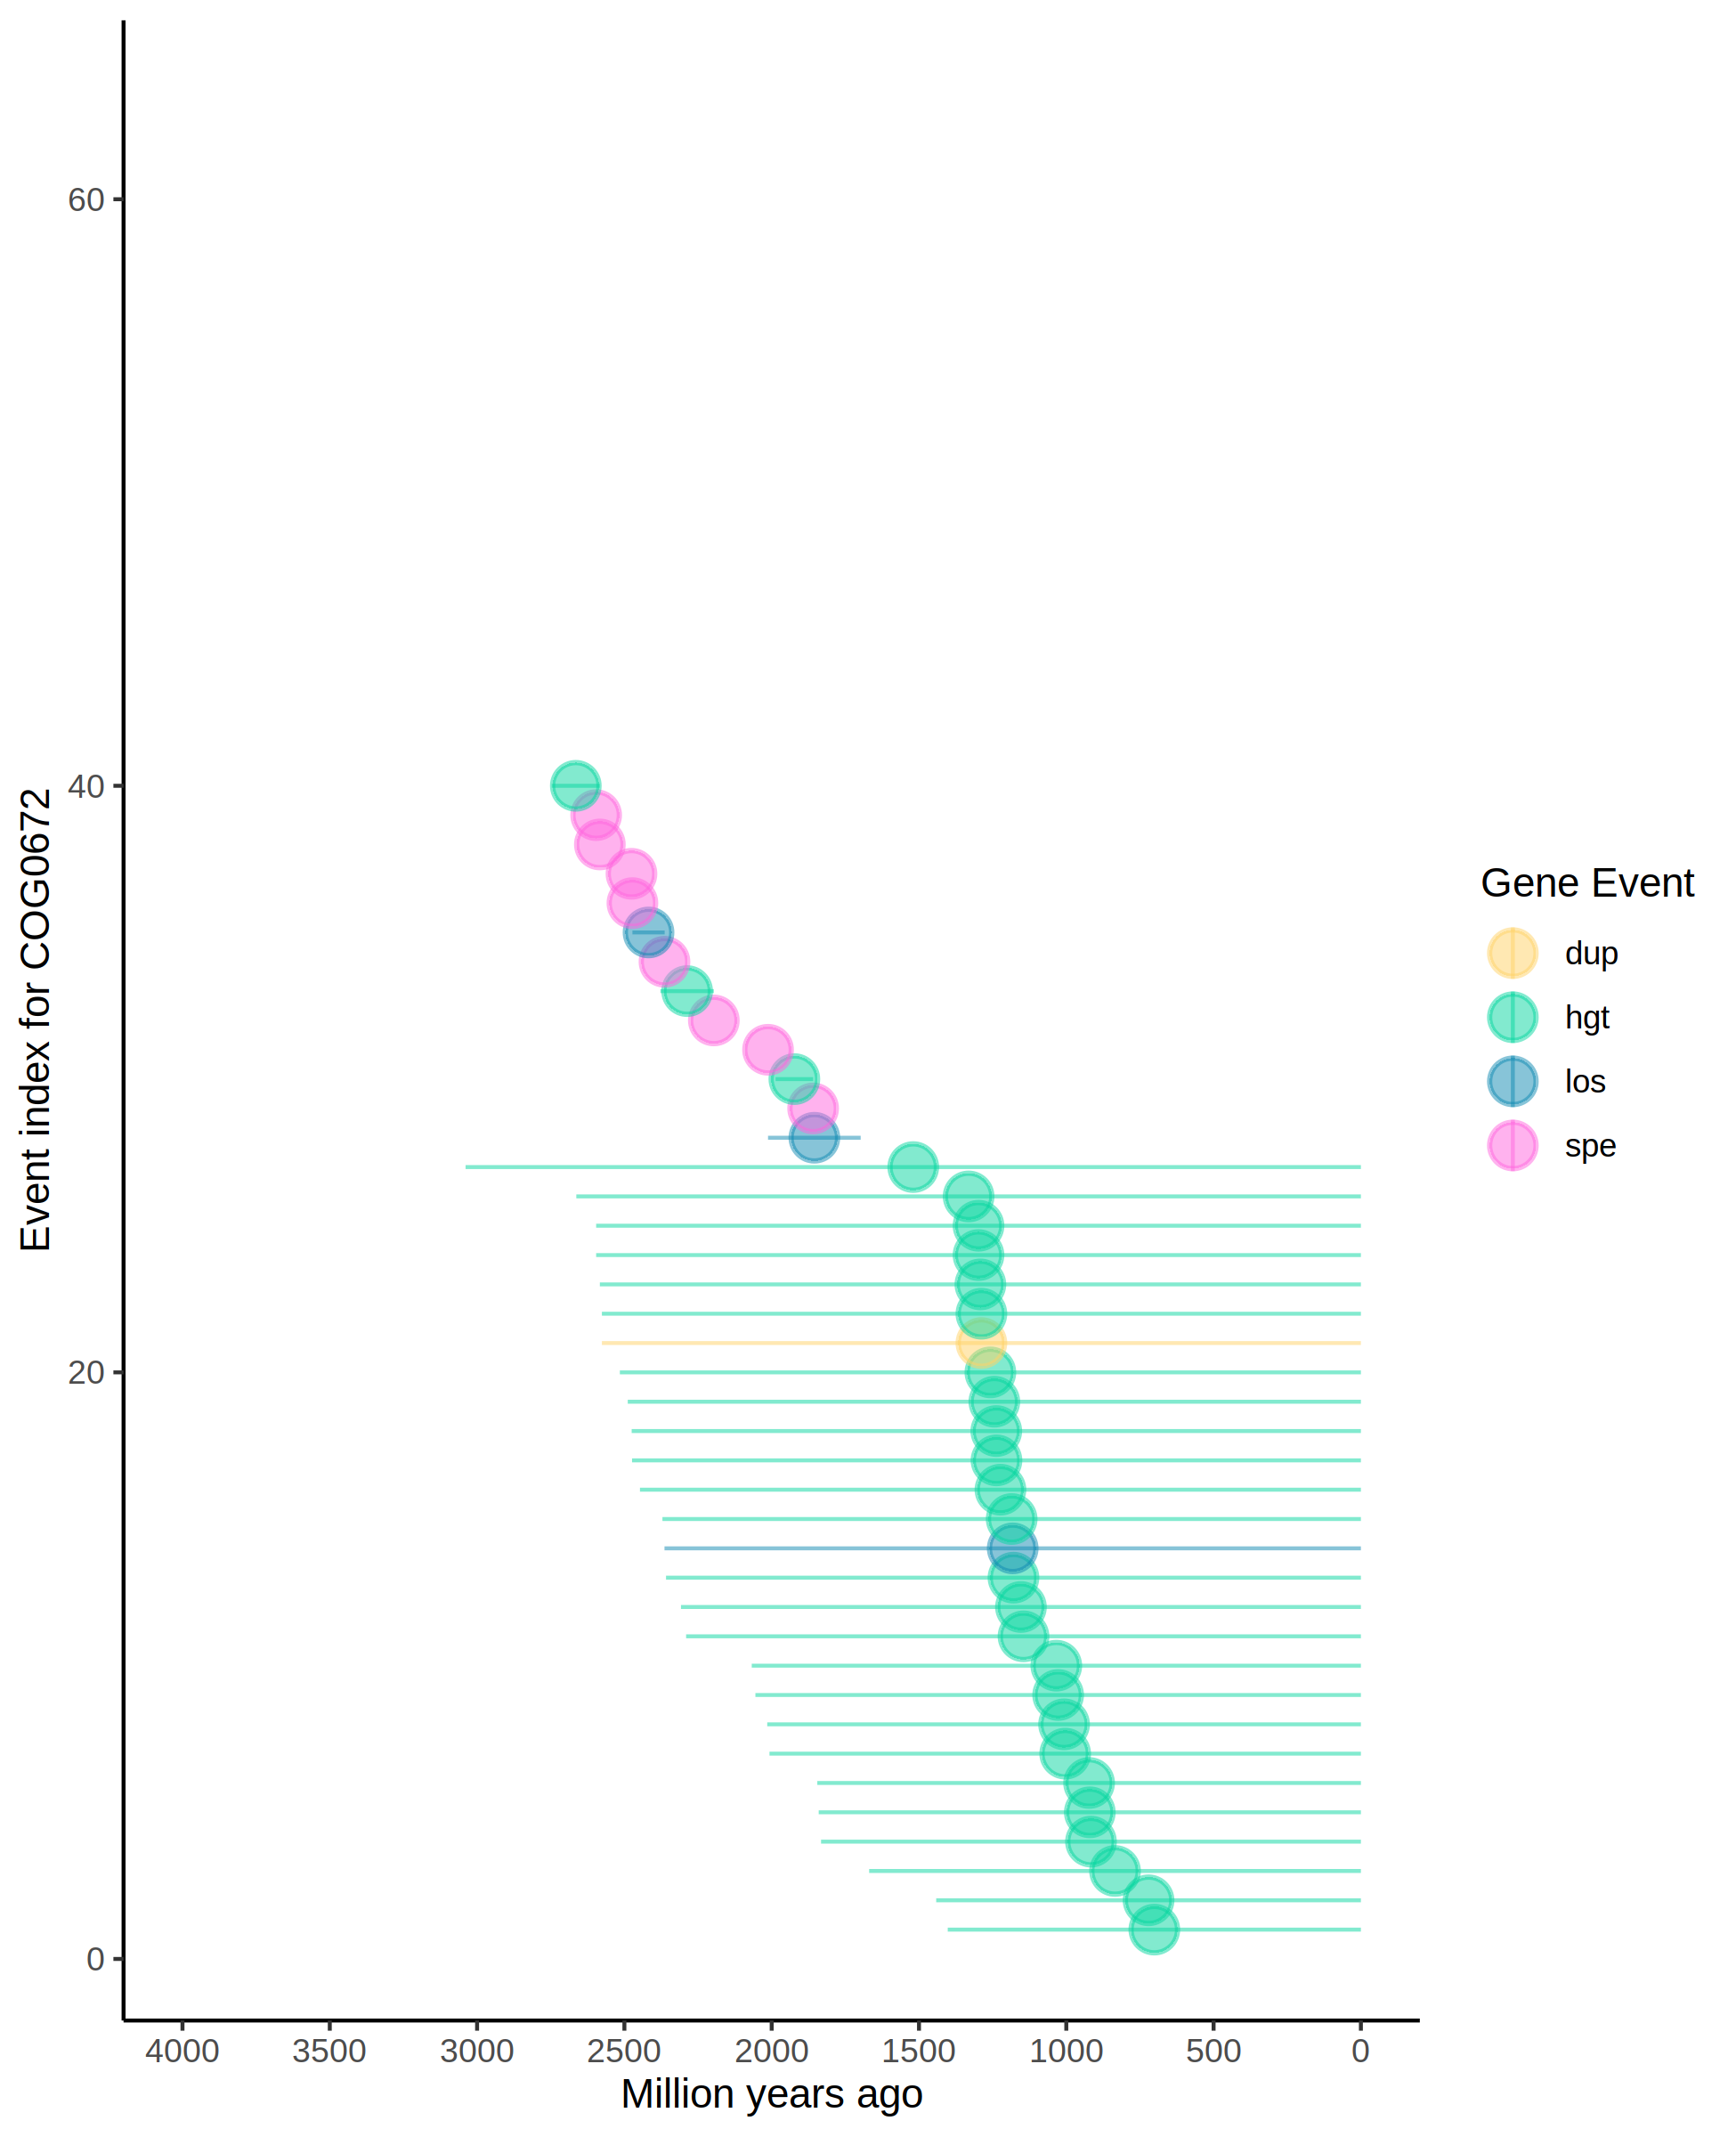 Event index for COG0672
60
40
20
0
4000 3500 3000 2500 2000 1500 1000 500 0
Million years ago
Gene Event
dup
hgt
los
spe